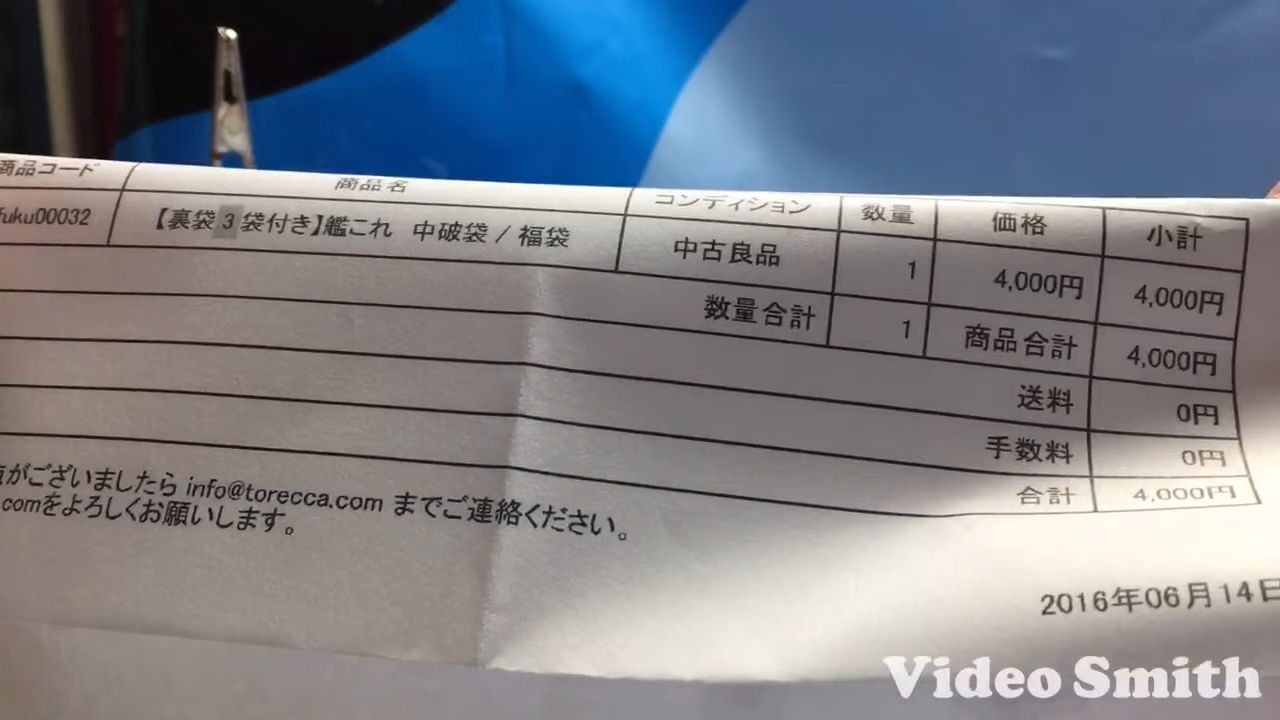 商品コード 商品名 コンディション 数量 価格 小計
fuku00032 【裏袋3袋付き】艦これ 中破袋 / 福袋 中古良品 1 4,000円 4,000円
数量合計 1 商品合計 4,000円
送料 0円
手数料 0円
合計 4,000円
がございましたら info@torecca.com までご連絡ください。
.comをよろしくお願いします。
2016年06月14日
Video Smith